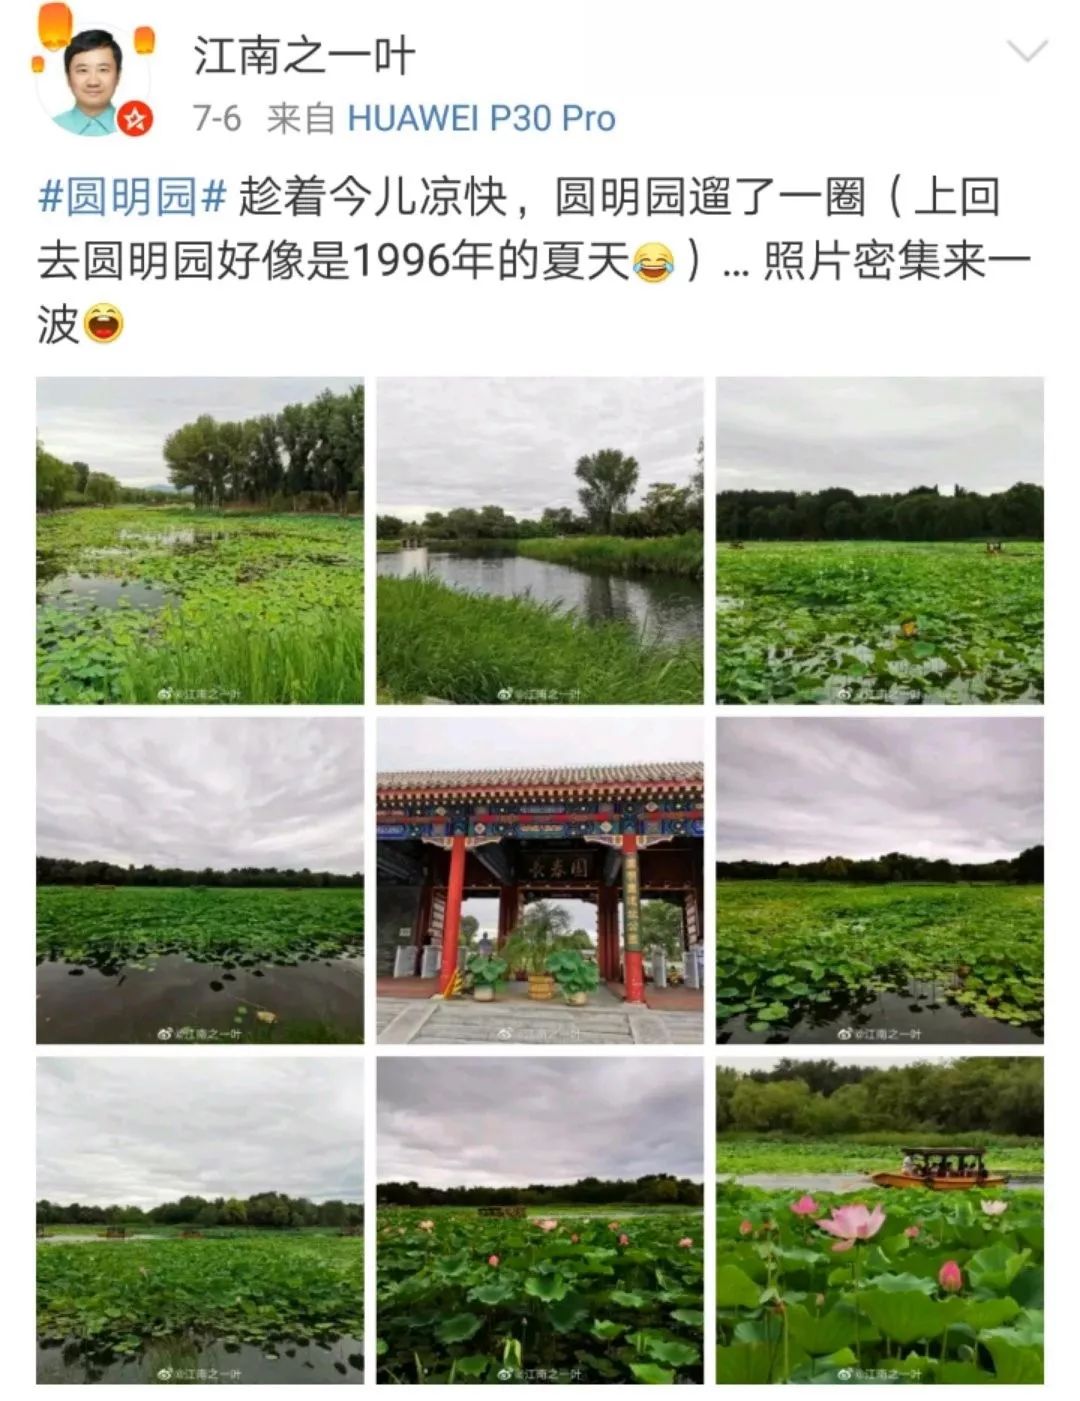 江南之一叶
7-6 来自 HUAWEI P30 Pro
#圆明园# 趁着今儿凉快，圆明园遛了一圈（上回
去圆明园好像是1996年的夏天😂）... 照片密集来一
波😄
@江南之一叶
@江南之一叶
@江南之一叶
@江南之一叶
长春园
@江南之一叶
@江南之一叶
@江南之一叶
@江南之一叶
@江南之一叶